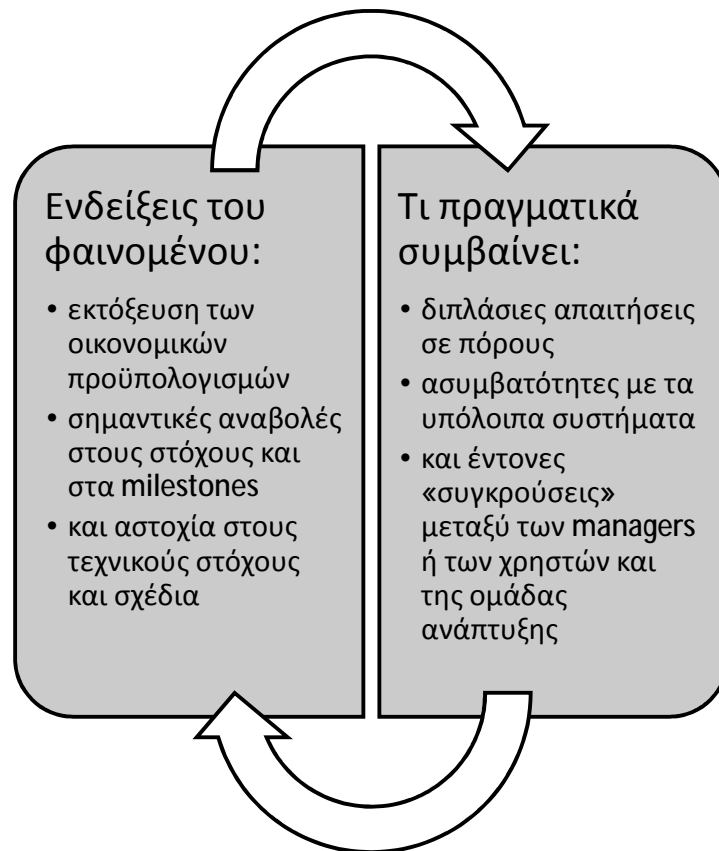 Ενδείξεις του
φαινομένου:
• εκτόξευση των
οικονομικών
προϋπολογισμών
• σημαντικές αναβολές
στους στόχους και
στα milestones
• και αστοχία στους
τεχνικούς στόχους
και σχέδια
Τι πραγματικά
συμβαίνει:
• διπλάσιες απαιτήσεις
σε πόρους
• ασυμβατότητες με τα
υπόλοιπα συστήματα
• και έντονες
«συγκρούσεις»
μεταξύ των managers
ή των χρηστών και
της ομάδας
ανάπτυξης